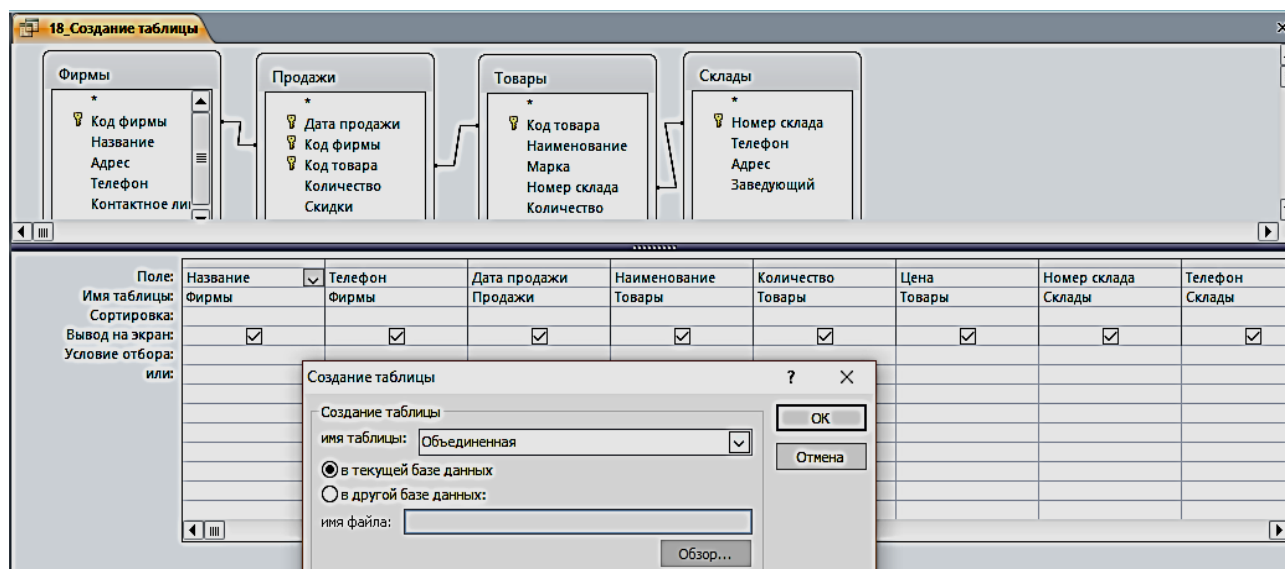 18_Создание таблицы
Фирмы
*
Код фирмы
Название
Адрес
Телефон
Контактное ли
Продажи
*
Дата продажи
Код фирмы
Код товара
Количество
Скидки
Товары
*
Код товара
Наименование
Марка
Номер склада
Количество
Склады
*
Номер склада
Телефон
Адрес
Заведующий
Поле: Название Телефон Дата продажи Наименование Количество Цена Номер склада Телефон
Имя таблицы: Фирмы Фирмы Продажи Товары Товары Товары Склады Склады
Сортировка:
Вывод на экран:
Условие отбора:
или:
Создание таблицы ?
Создание таблицы
имя таблицы: Объединенная
в текущей базе данных
в другой базе данных:
имя файла:
Обзор...
ОК
Отмена